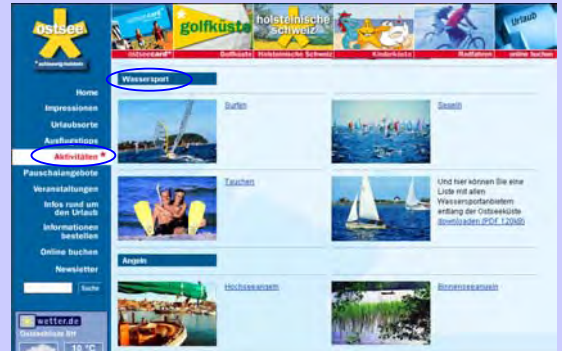 ostsee
* schleswig-holstein
ostseecard
golfküste
holsteinische
schweiz
Urlaub
ostseecard*
Golfküste
Holsteinische Schweiz
Kinderküste
Radfahren
online buchen
Home
Impressionen
Urlaubsorte
Ausflugstipps
Aktivitäten *
Pauschalangebote
Veranstaltungen
Infos rund um
den Urlaub
Informationen
bestellen
Online buchen
Newsletter
Suche
wetter.de
Ostseeküste SH
10 °C
Wassersport
Surfen
Segeln
Tauchen
Und hier können Sie eine
Liste mit allen
Wassersportanbietern
entlang der Ostseeküste
downloaden (PDF 120kB)
Angeln
Hochseeangeln
Binnenseeangeln